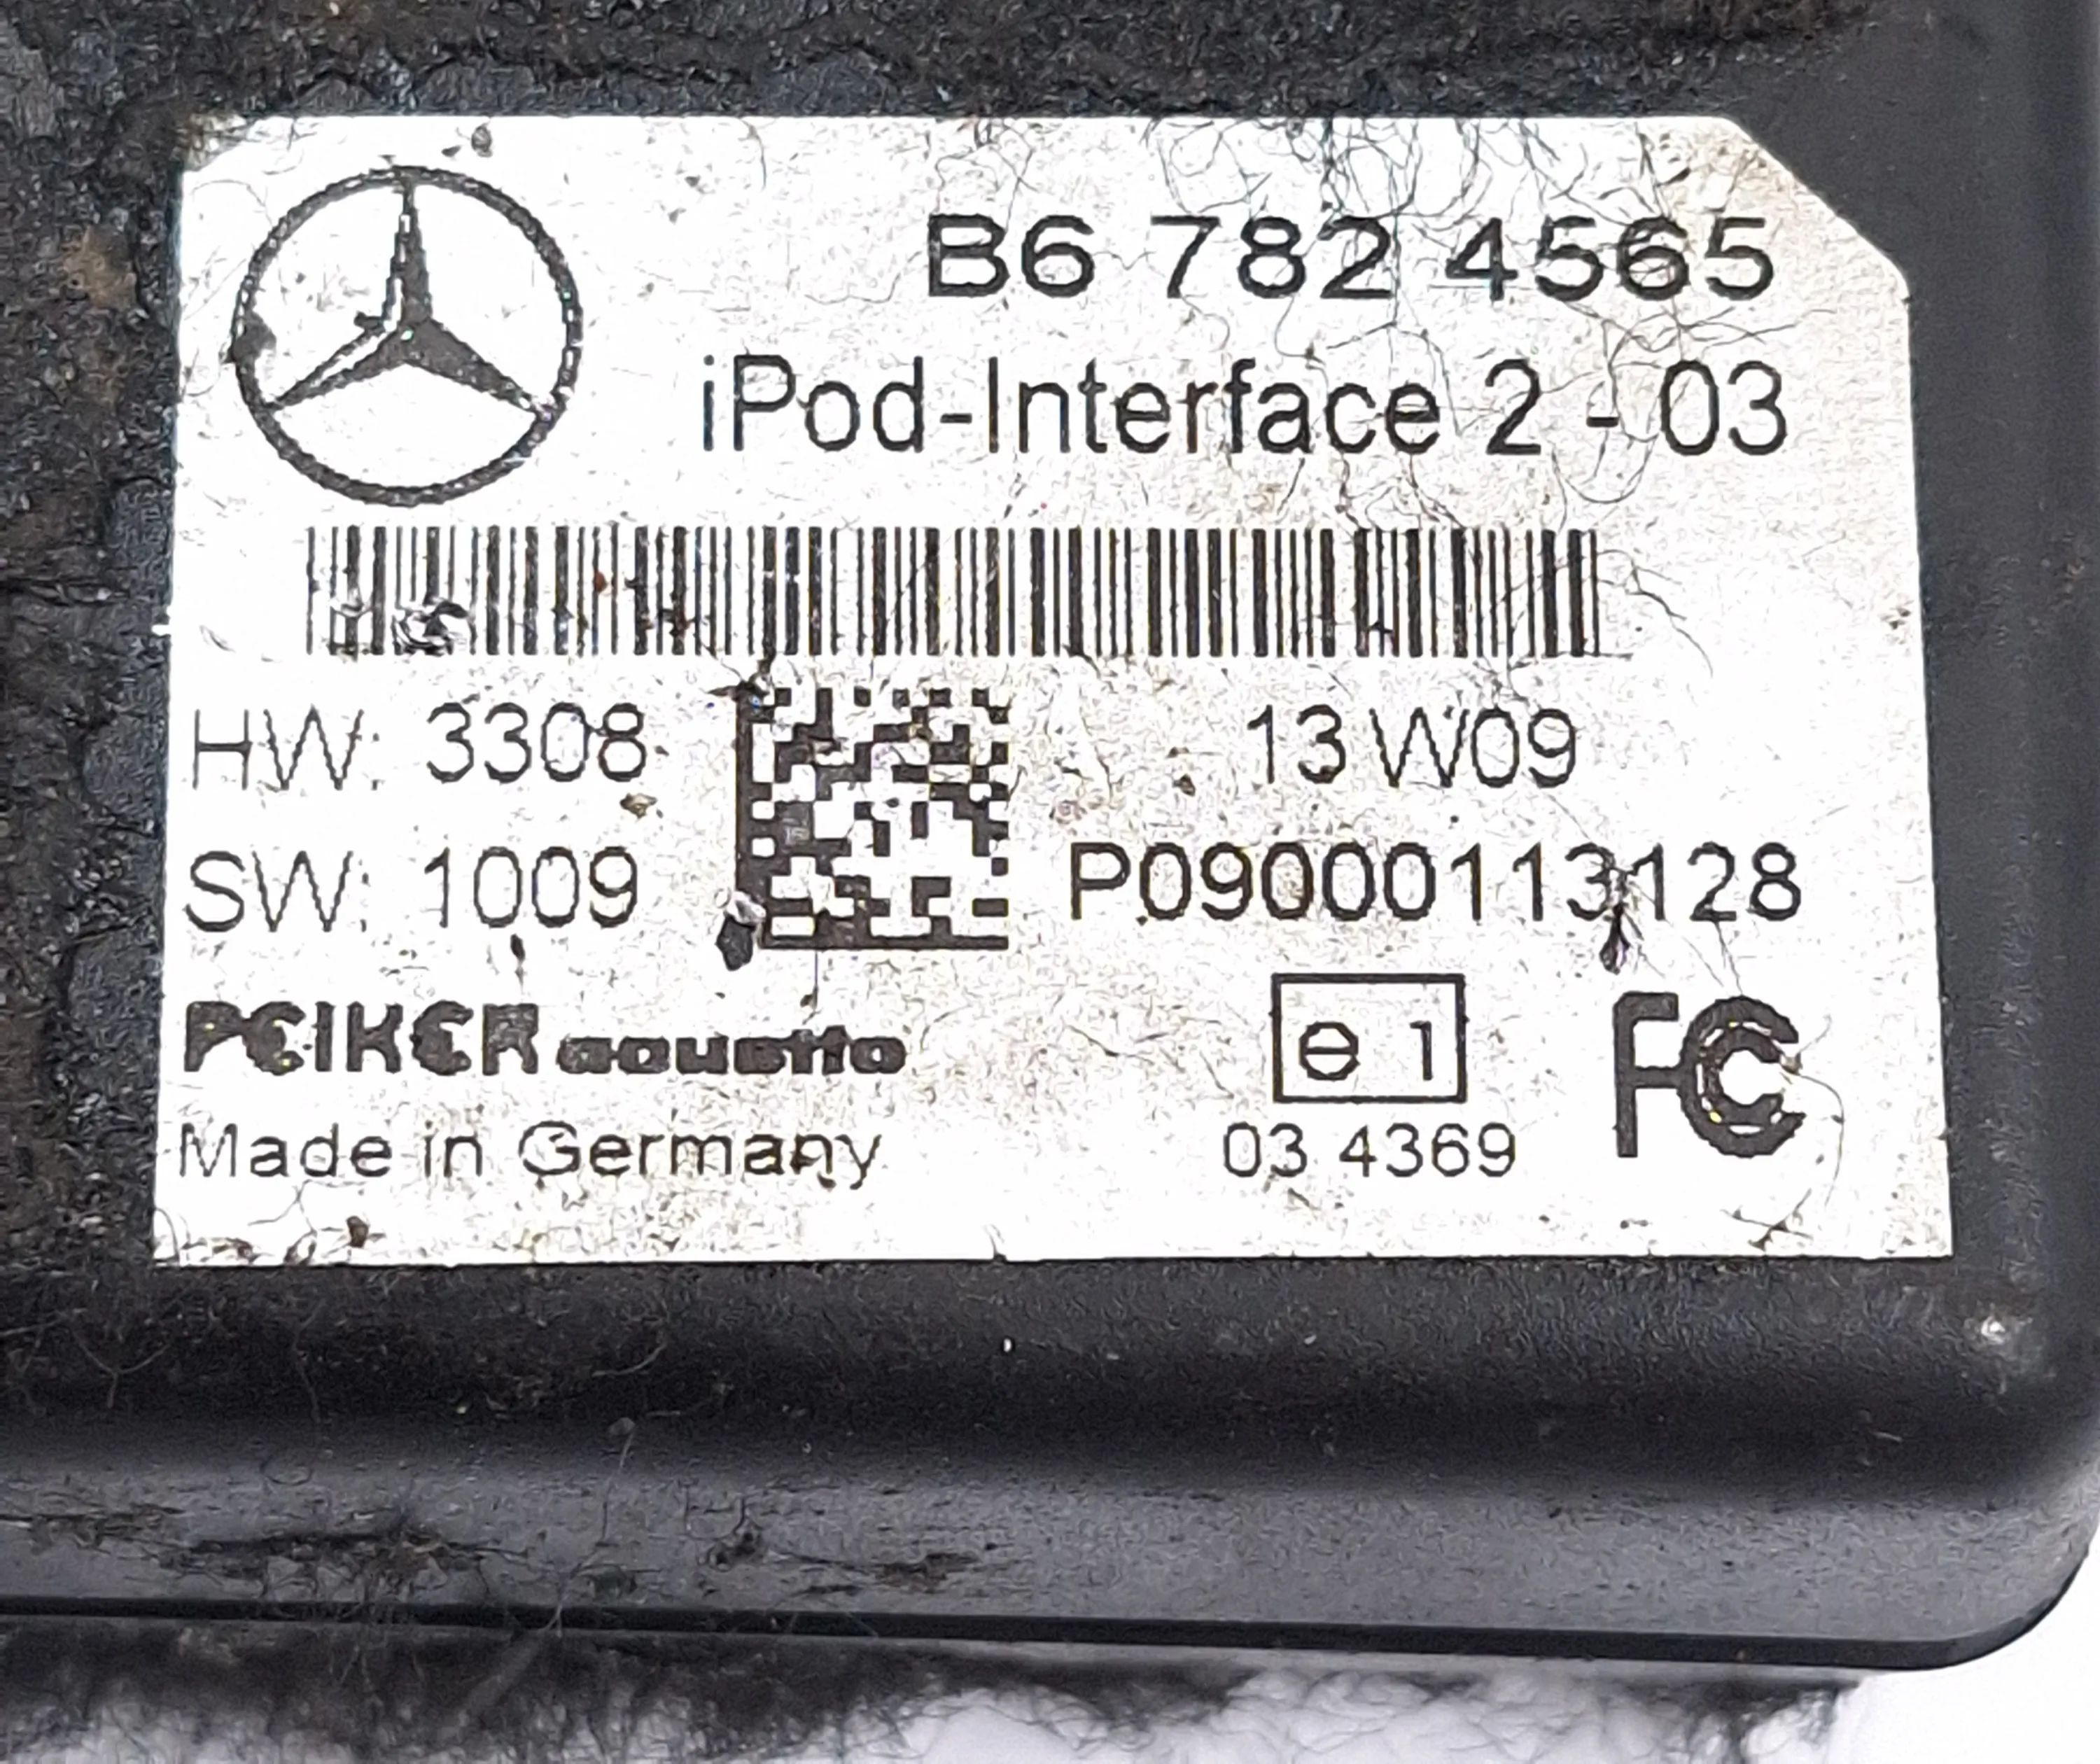 B6 782 4565
iPod-Interface 2 - 03
HW: 3308
13 W09
SW: 1009
P09000113128
PEIKER acustic
e 1
FC
Made in Germany
03 4369